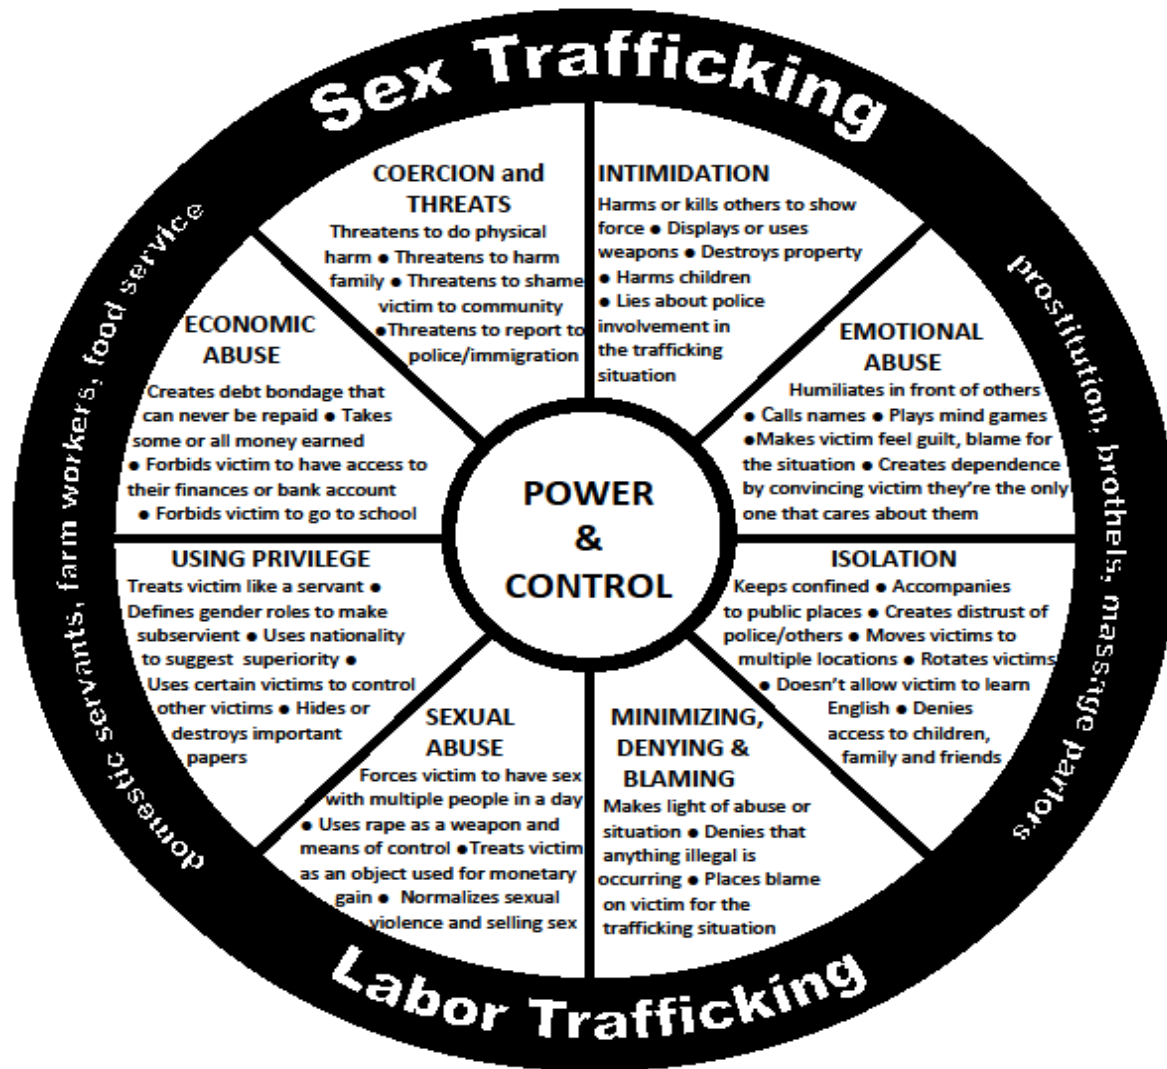 Sex Trafficking
COERCION and
THREATS
Threatens to do physical
harm ● Threatens to harm
family ● Threatens to shame
victim to community
●Threatens to report to
police/immigration
INTIMIDATION
Harms or kills others to show
force ● Displays or uses
weapons ● Destroys property
● Harms children
● Lies about police
involvement in
the trafficking
situation
EMOTIONAL
ABUSE
Humiliates in front of others
● Calls names ● Plays mind games
●Makes victim feel guilt, blame for
the situation ● Creates dependence
by convincing victim they're the only
one that cares about them
ISOLATION
Keeps confined ● Accompanies
to public places ● Creates distrust of
police/others ● Moves victims to
multiple locations ● Rotates victims
● Doesn't allow victim to learn
English ● Denies
access to children,
family and friends
MINIMIZING,
DENYING &
BLAMING
Makes light of abuse or
situation ● Denies that
anything illegal is
occurring ● Places blame
on victim for the
trafficking situation
SEXUAL
ABUSE
Forces victim to have sex
with multiple people in a day
● Uses rape as a weapon and
means of control ●Treats victim
as an object used for monetary
gain ● Normalizes sexual
violence and selling sex
USING PRIVILEGE
Treats victim like a servant ●
Defines gender roles to make
subservient ● Uses nationality
to suggest superiority ●
Uses certain victims to control
other victims ● Hides or
destroys important
papers
ECONOMIC
ABUSE
Creates debt bondage that
can never be repaid ● Takes
some or all money earned
● Forbids victim to have access to
their finances or bank account
● Forbids victim to go to school
POWER
&
CONTROL
prostitution, brothels, massage parlors
domestic servants, farm workers, food service
Labor Trafficking